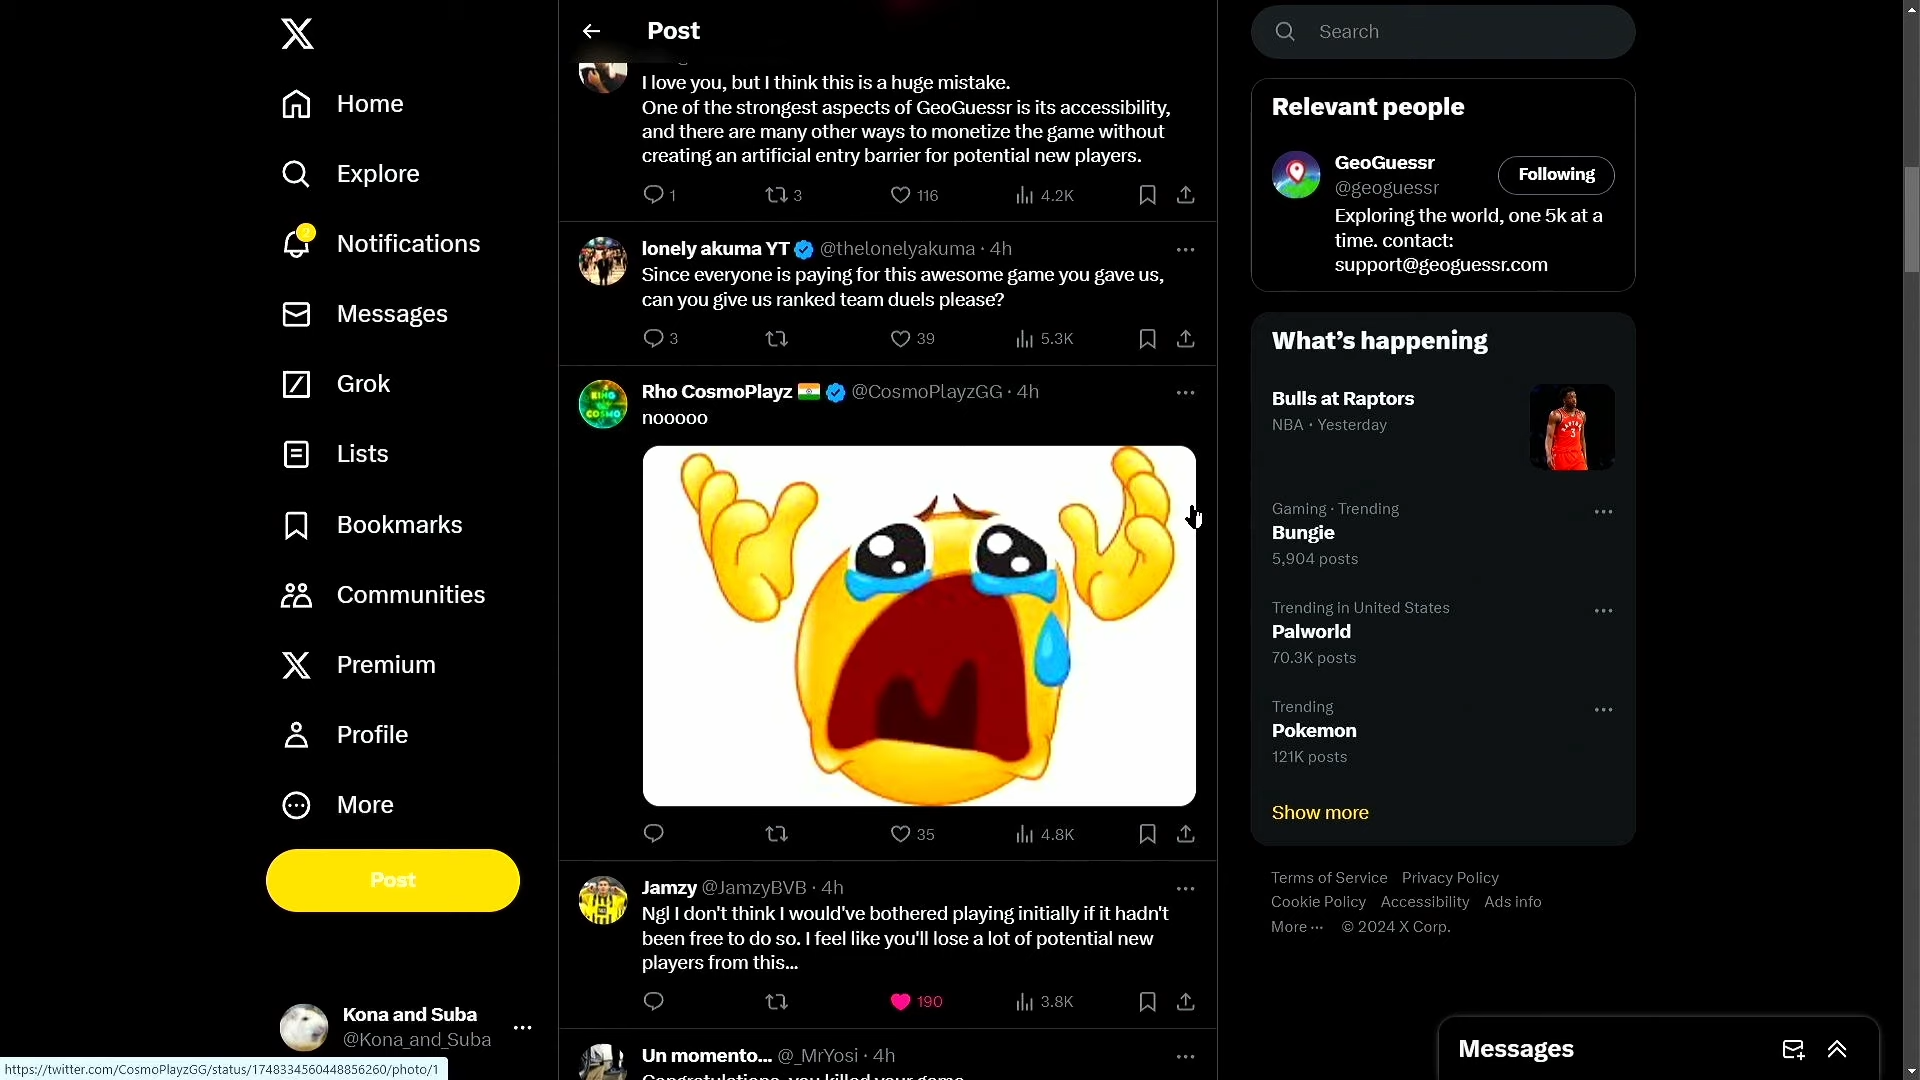 Home
Explore
Notifications
Messages
Grok
Lists
Bookmarks
Communities
Premium
Profile
More
Post
Kona and Suba
@Kona_and_Suba
https://twitter.com/CosmoPlayzGG/status/1748334560448856260/photo/1
Post
I love you, but I think this is a huge mistake.
One of the strongest aspects of GeoGuessr is its accessibility,
and there are many other ways to monetize the game without
creating an artificial entry barrier for potential new players.
1 3 116 4.2K
lonely akuma YT @thelonelyakuma · 4h
Since everyone is paying for this awesome game you gave us,
can you give us ranked team duels please?
3 39 5.3K
KING COSMO
Rho CosmoPlayz @CosmoPlayzGG · 4h
nooooo
35 4.8K
Jamzy @JamzyBVB · 4h
Ngl I don't think I would've bothered playing initially if it hadn't
been free to do so. I feel like you'll lose a lot of potential new
players from this...
190 3.8K
Un momento... @_MrYosi · 4h
Congratulations, you killed your game
Search
Relevant people
GeoGuessr
@geoguessr
Following
Exploring the world, one 5k at a
time. contact:
support@geoguessr.com
What's happening
Bulls at Raptors
NBA · Yesterday
Gaming · Trending
Bungie
5,904 posts
Trending in United States
Palworld
70.3K posts
Trending
Pokemon
121K posts
Show more
Terms of Service Privacy Policy
Cookie Policy Accessibility Ads info
More ··· © 2024 X Corp.
Messages